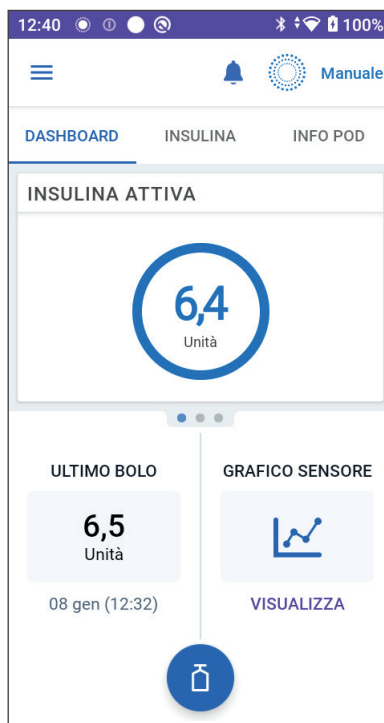 12:40 100%
Manuale
DASHBOARD INSULINA INFO POD
INSULINA ATTIVA
6,4
Unità
ULTIMO BOLO GRAFICO SENSORE
6,5
Unità
08 gen (12:32) VISUALIZZA